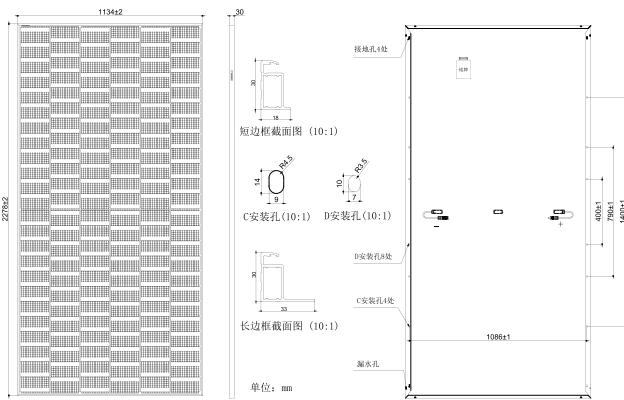 1134±2
30
2278±2
30
18
短边框截面图 (10:1)
R4.5
14
9
R3.5
10
7
C安装孔(10:1)
D安装孔(10:1)
30
33
长边框截面图 (10:1)
单位: mm
接地孔4处
铭牌
D安装孔8处
C安装孔4处
漏水孔
－
＋
400±1
790±1
1400±1
1086±1